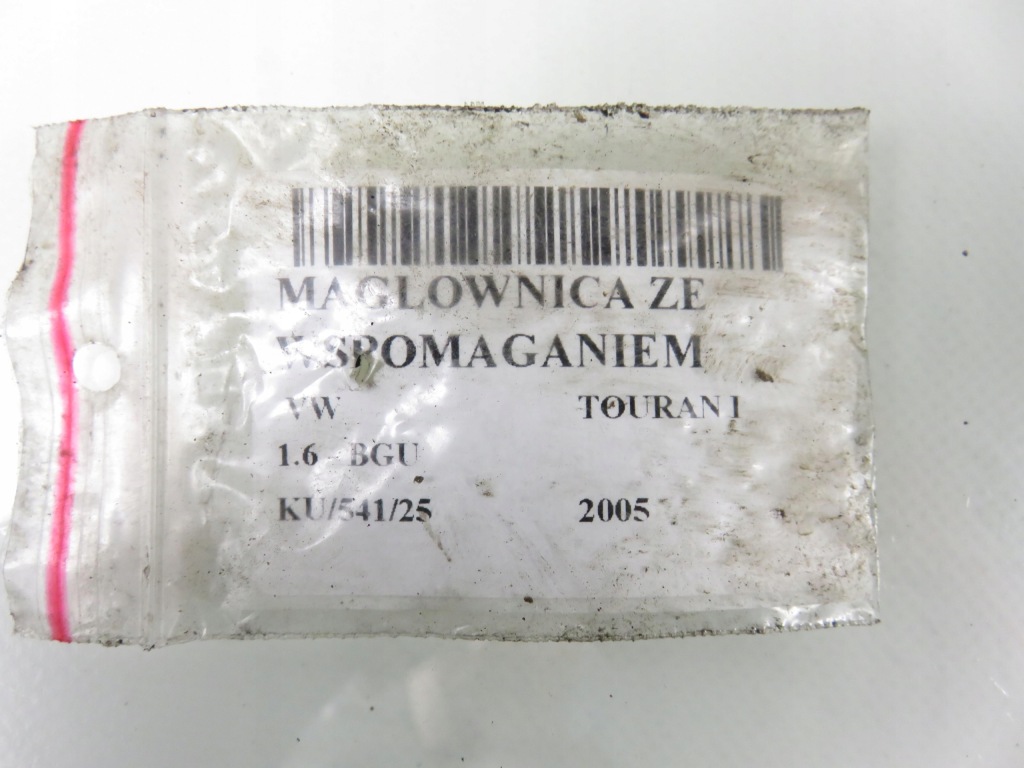 MAGLOWNICA ZE
WSPOMAGANIEM
VW TOURAN I
1.6 BGU
KU/541/25 2005